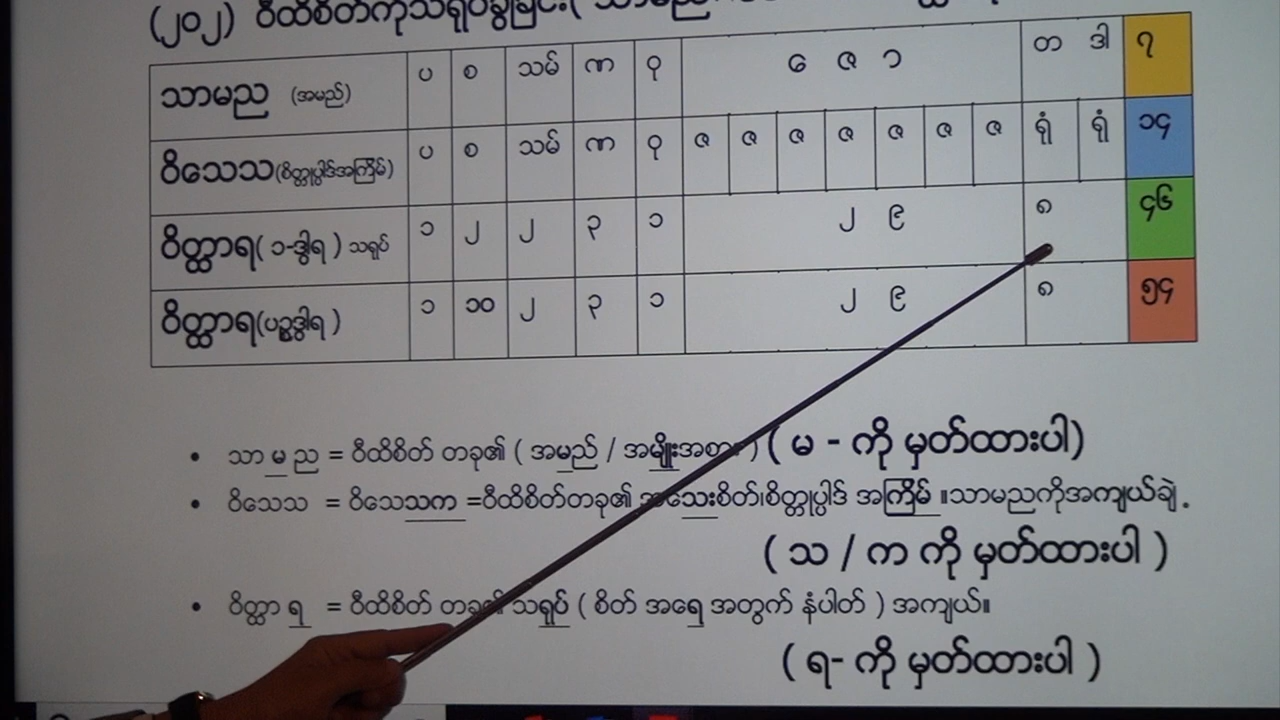 (၂၀၂) ဝီထိစိတ်ကိုသရုပ်ခွဲခြင်း(
သာမည (အမည်) ပ စ သမ် ဏ ဝု ဇော တ ဒါ ၇
ဝိသေသ(စိတ္တုပ္ပါဒ်အကြိမ်) ပ စ သမ် ဏ ဝု ဇ ဇ ဇ ဇ ဇ ဇ ဇ ရုံ ရုံ ၁၄
ဝိတ္ထာရ( ၁-ဒွါရ ) သရုပ် ၁ ၂ ၂ ၃ ၁ ၂ ၉ ၈ ၄၆
ဝိတ္ထာရ(ပဉ္စဒွါရ ) ၁ ၁၀ ၂ ၃ ၁ ၂ ၉ ၈ ၅၄
• သာ မ ည = ဝီထိစိတ် တခု၏ ( အမည် / အမျိုးအစား ) ( မ - ကို မှတ်ထားပါ)
• ဝိသေသ = ဝိသေသက =ဝီထိစိတ်တခု၏ အသေးစိတ်၊စိတ္တုပ္ပါဒ် အကြိမ် ။သာမညကိုအကျယ်ချဲ့
( သ / က ကို မှတ်ထားပါ )
• ဝိတ္ထာ ရ = ဝီထိစိတ် တခု၏ သရုပ် ( စိတ် အရေ အတွက် နံပါတ် ) အကျယ်။
( ရ- ကို မှတ်ထားပါ )